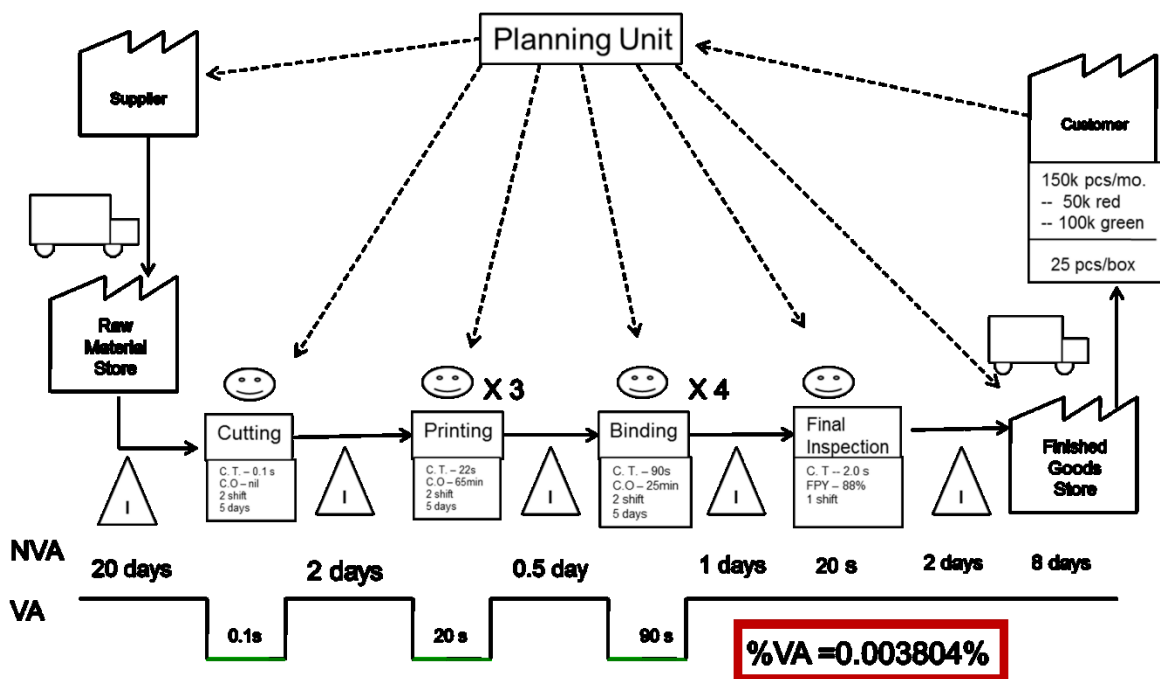 Planning Unit
Supplier
Customer
150k pcs/mo.
-- 50k red
-- 100k green
25 pcs/box
Raw
Material
Store
X 3
X 4
Cutting
C. T. – 0.1 s
C.O – nil
2 shift
5 days
Printing
C. T. – 22s
C.O – 65min
2 shift
5 days
Binding
C. T. – 90s
C.O – 25min
2 shift
5 days
Final
Inspection
C. T -- 2.0 s
FPY – 88%
1 shift
Finished
Goods
Store
I
I
I
I
I
NVA
20 days
2 days
0.5 day
1 days
20 s
2 days
8 days
VA
0.1s
20 s
90 s
%VA =0.003804%